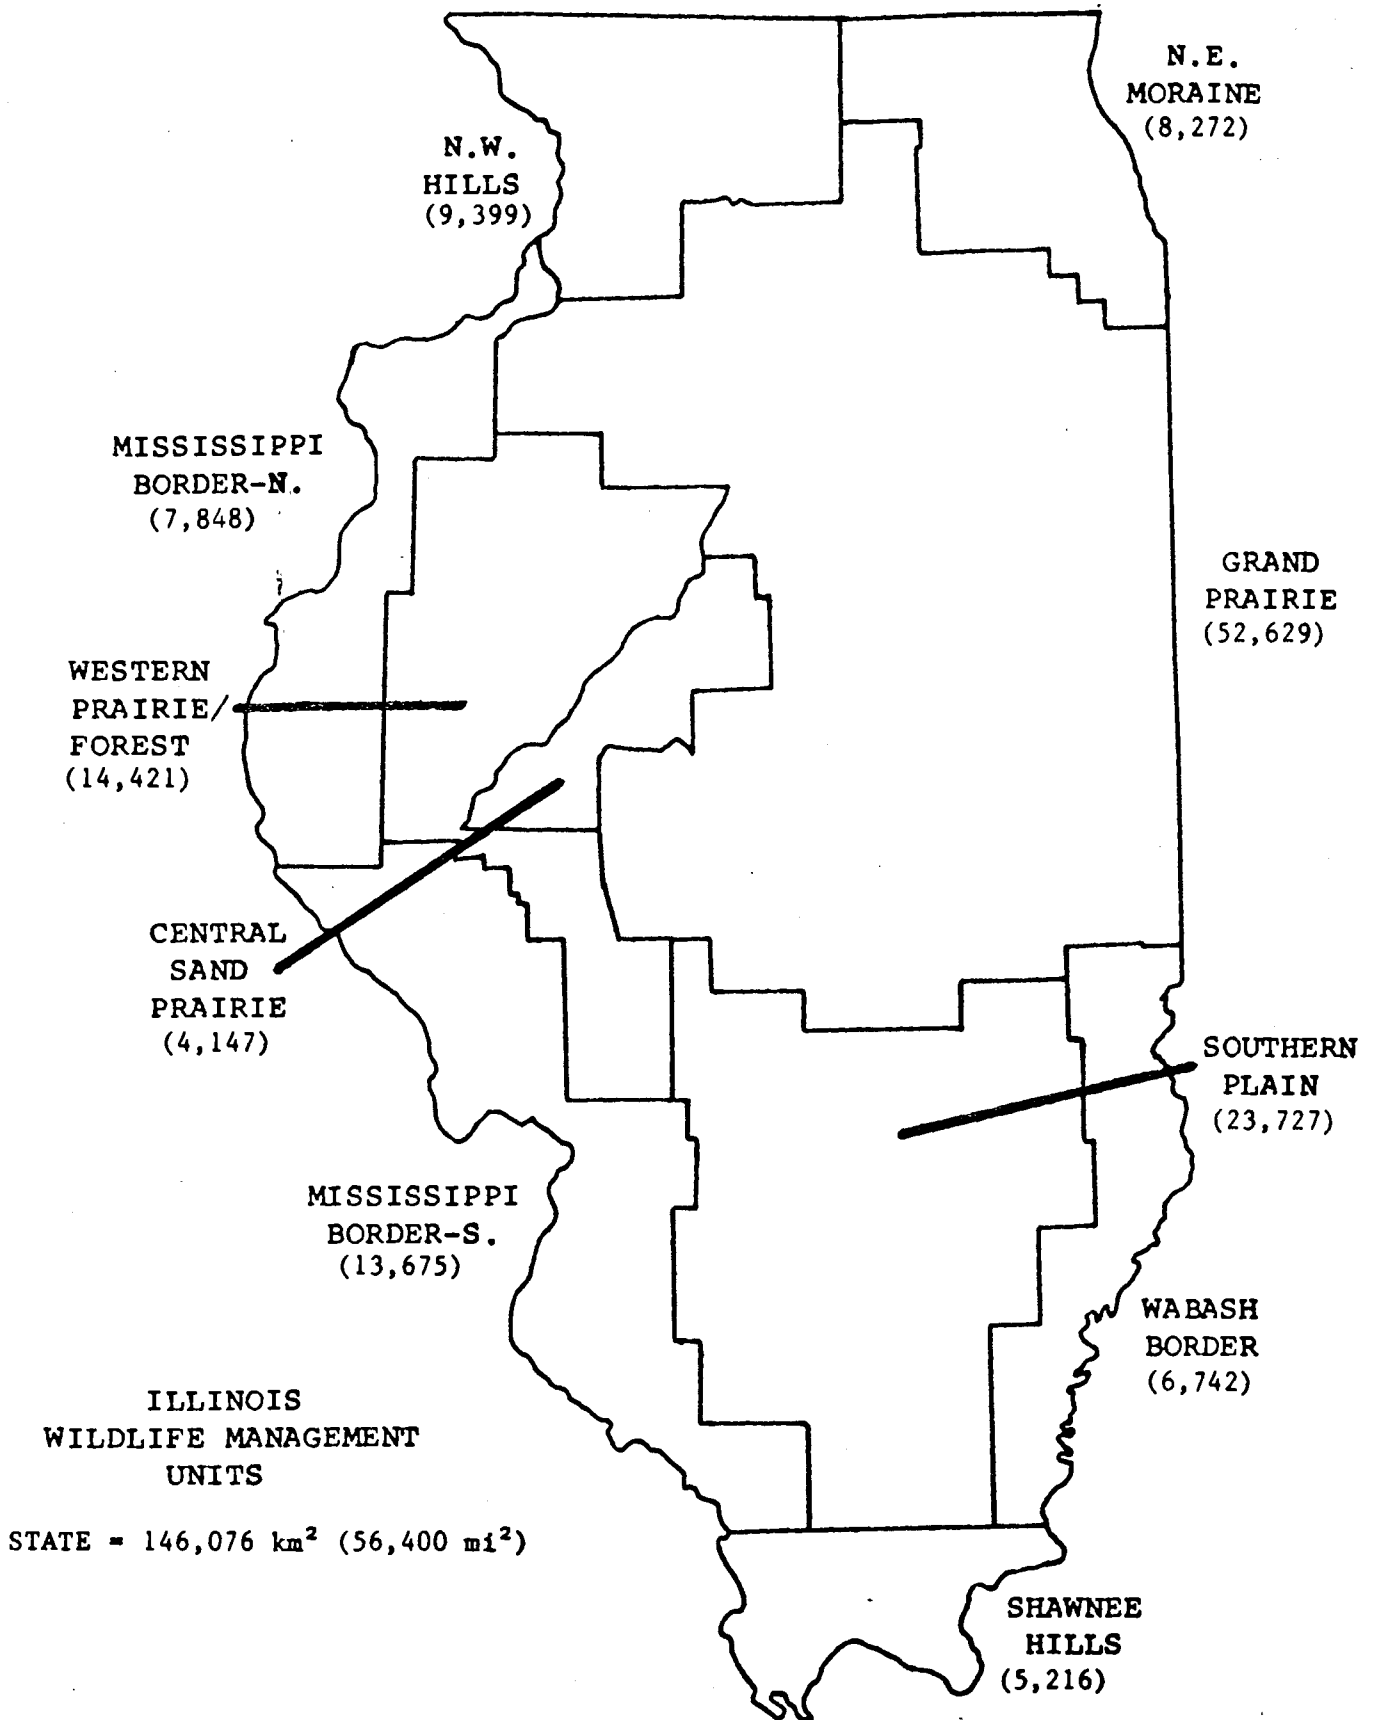 N.E.
MORAINE
(8,272)
N.W.
HILLS
(9,399)
MISSISSIPPI
BORDER-N.
(7,848)
GRAND
PRAIRIE
(52,629)
WESTERN
PRAIRIE/
FOREST
(14,421)
CENTRAL
SAND
PRAIRIE
(4,147)
SOUTHERN
PLAIN
(23,727)
MISSISSIPPI
BORDER-S.
(13,675)
WABASH
BORDER
(6,742)
ILLINOIS
WILDLIFE MANAGEMENT
UNITS
STATE = 146,076 km² (56,400 mi²)
SHAWNEE
HILLS
(5,216)